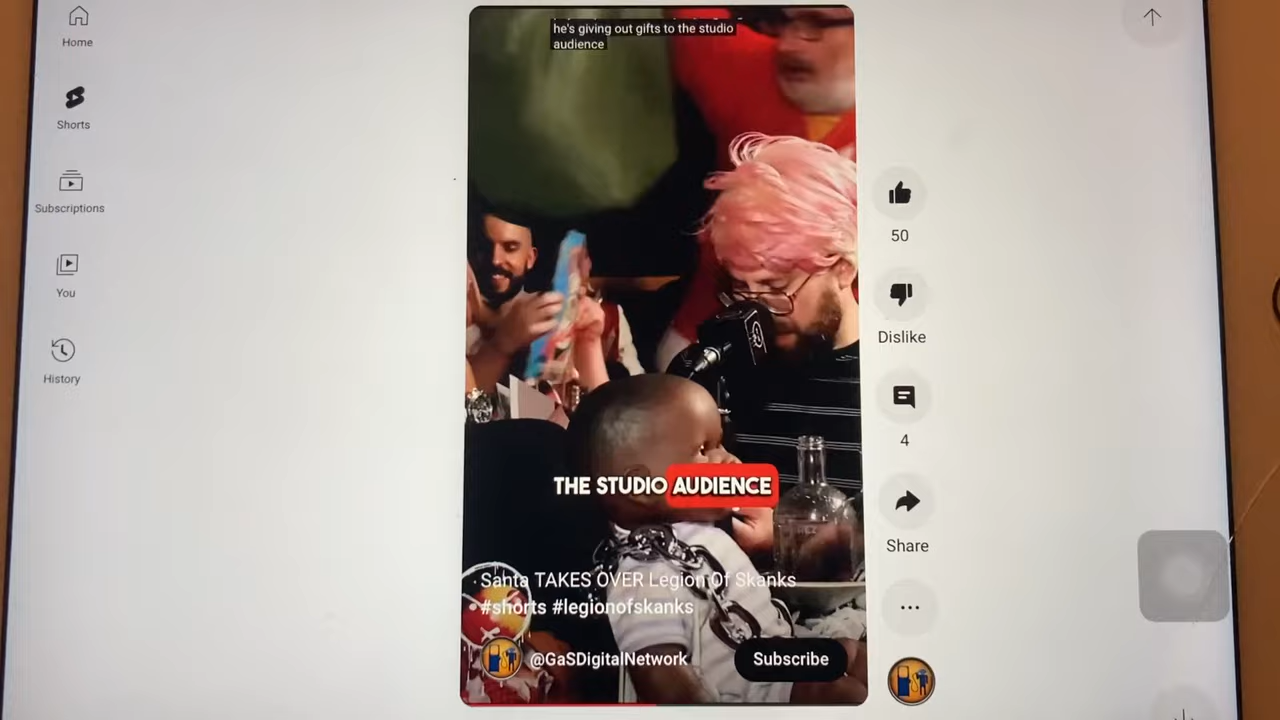 Home
Shorts
Subscriptions
You
History
he's giving out gifts to the studio
audience
THE STUDIO AUDIENCE
Santa TAKES OVER Legion Of Skanks
#shorts #legionofskanks
@GaSDigitalNetwork
Subscribe
50
Dislike
4
Share